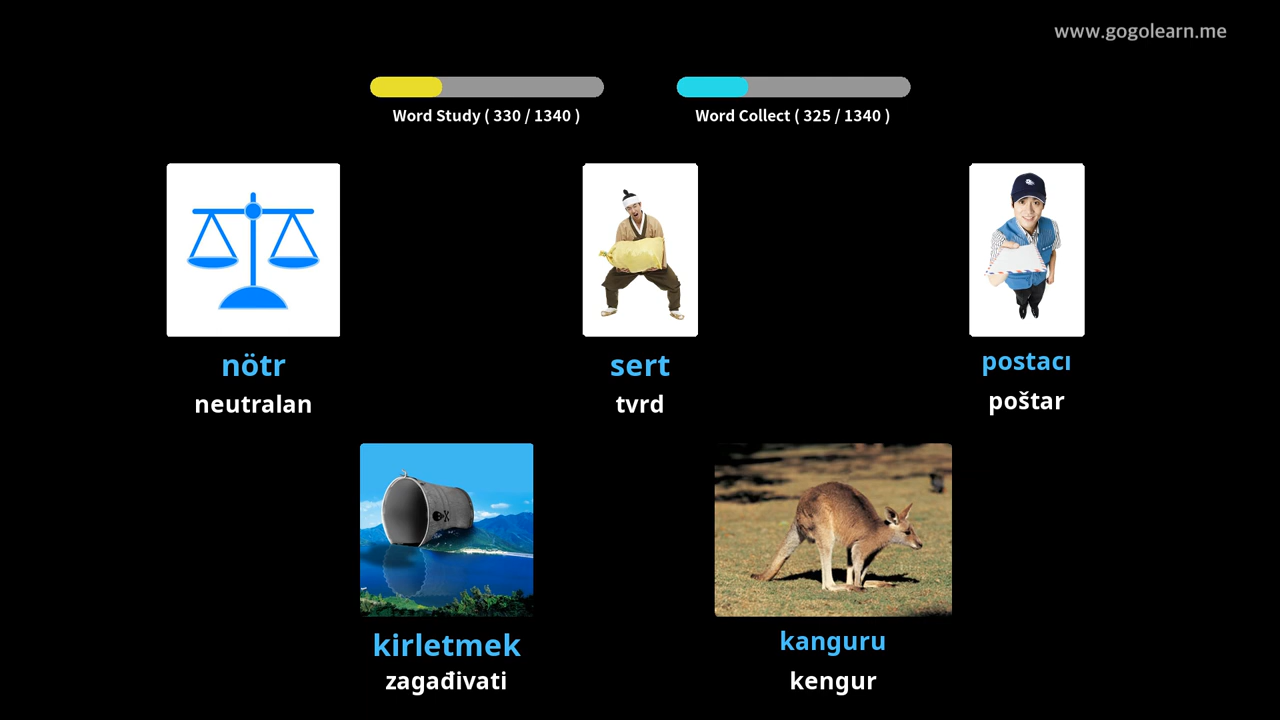 www.gogolearn.me
Word Study ( 330 / 1340 )
Word Collect ( 325 / 1340 )
nötr
neutralan
sert
tvrd
postacı
poštar
kirletmek
zagađivati
kanguru
kengur